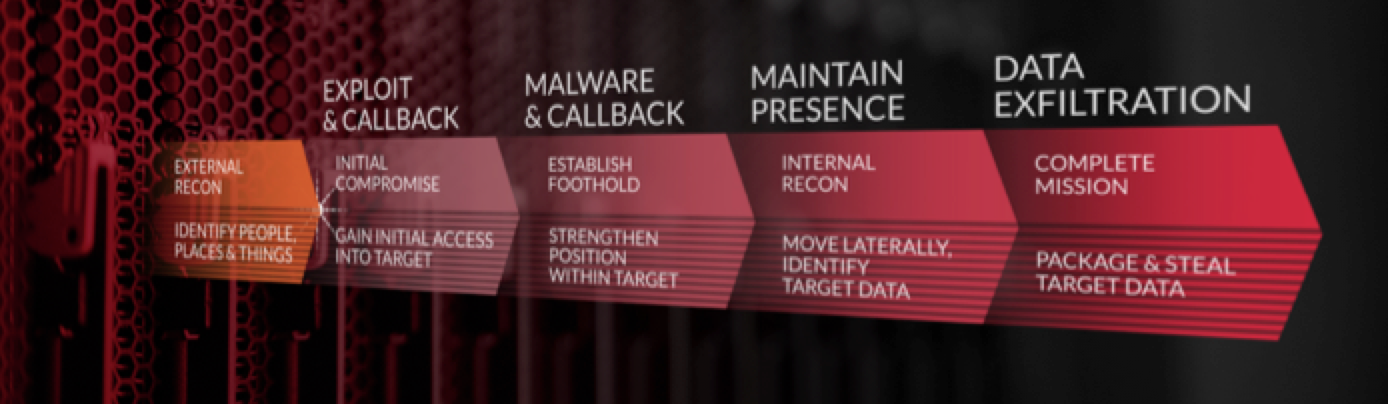 EXTERNAL
RECON
IDENTIFY PEOPLE,
PLACES & THINGS
EXPLOIT
& CALLBACK
INITIAL
COMPROMISE
GAIN INITIAL ACCESS
INTO TARGET
MALWARE
& CALLBACK
ESTABLISH
FOOTHOLD
STRENGTHEN
POSITION
WITHIN TARGET
MAINTAIN
PRESENCE
INTERNAL
RECON
MOVE LATERALLY,
IDENTIFY
TARGET DATA
DATA
EXFILTRATION
COMPLETE
MISSION
PACKAGE & STEAL
TARGET DATA